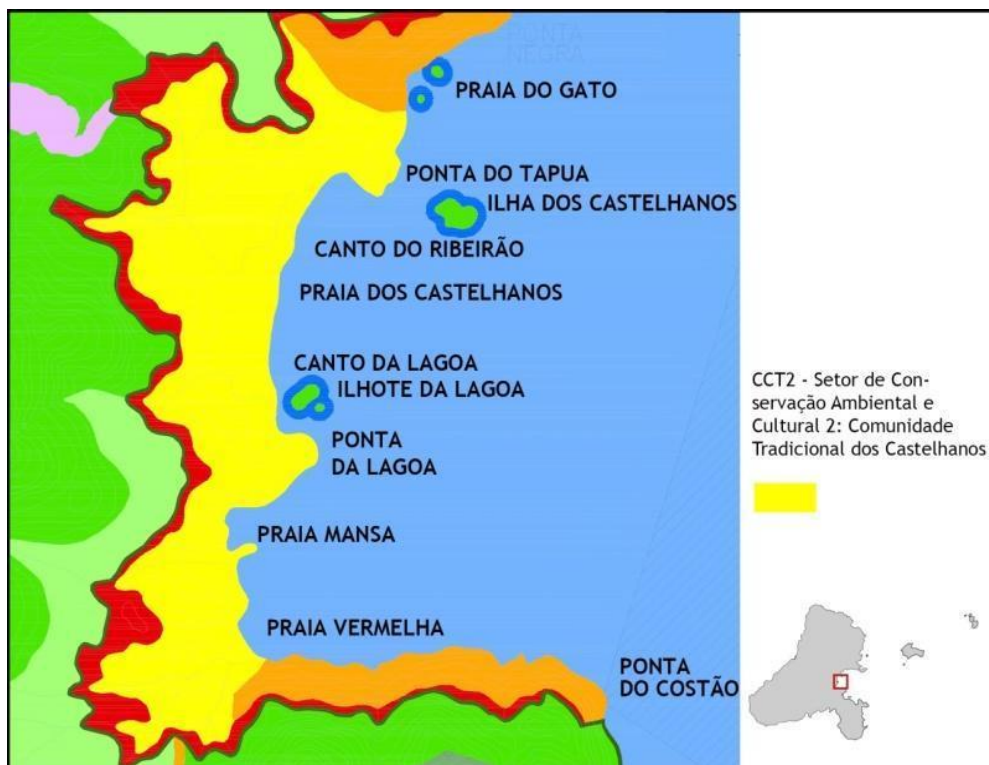 PONTA
NEGRA
PRAIA DO GATO
PONTA DO TAPUA
ILHA DOS CASTELHANOS
CANTO DO RIBEIRÃO
PRAIA DOS CASTELHANOS
CANTO DA LAGOA
ILHOTE DA LAGOA
PONTA
DA LAGOA
PRAIA MANSA
PRAIA VERMELHA
PONTA
DO COSTÃO
CCT2 - Setor de Con-
servação Ambiental e
Cultural 2: Comunidade
Tradicional dos Castelhanos